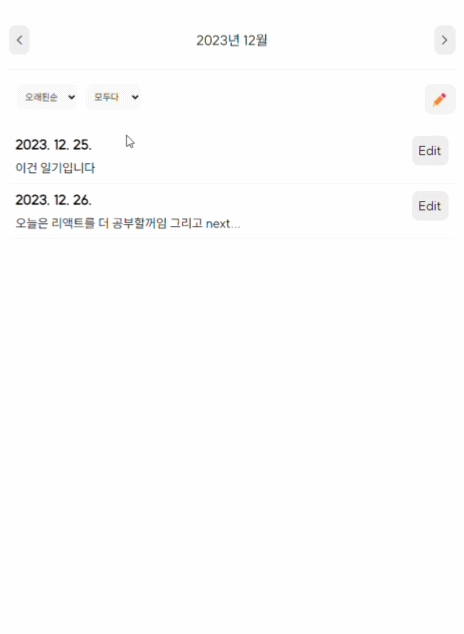 2023년 12월
오래된순 모두다
2023. 12. 25.
Edit
이건 일기입니다
2023. 12. 26.
Edit
오늘은 리액트를 더 공부할꺼임 그리고 next...